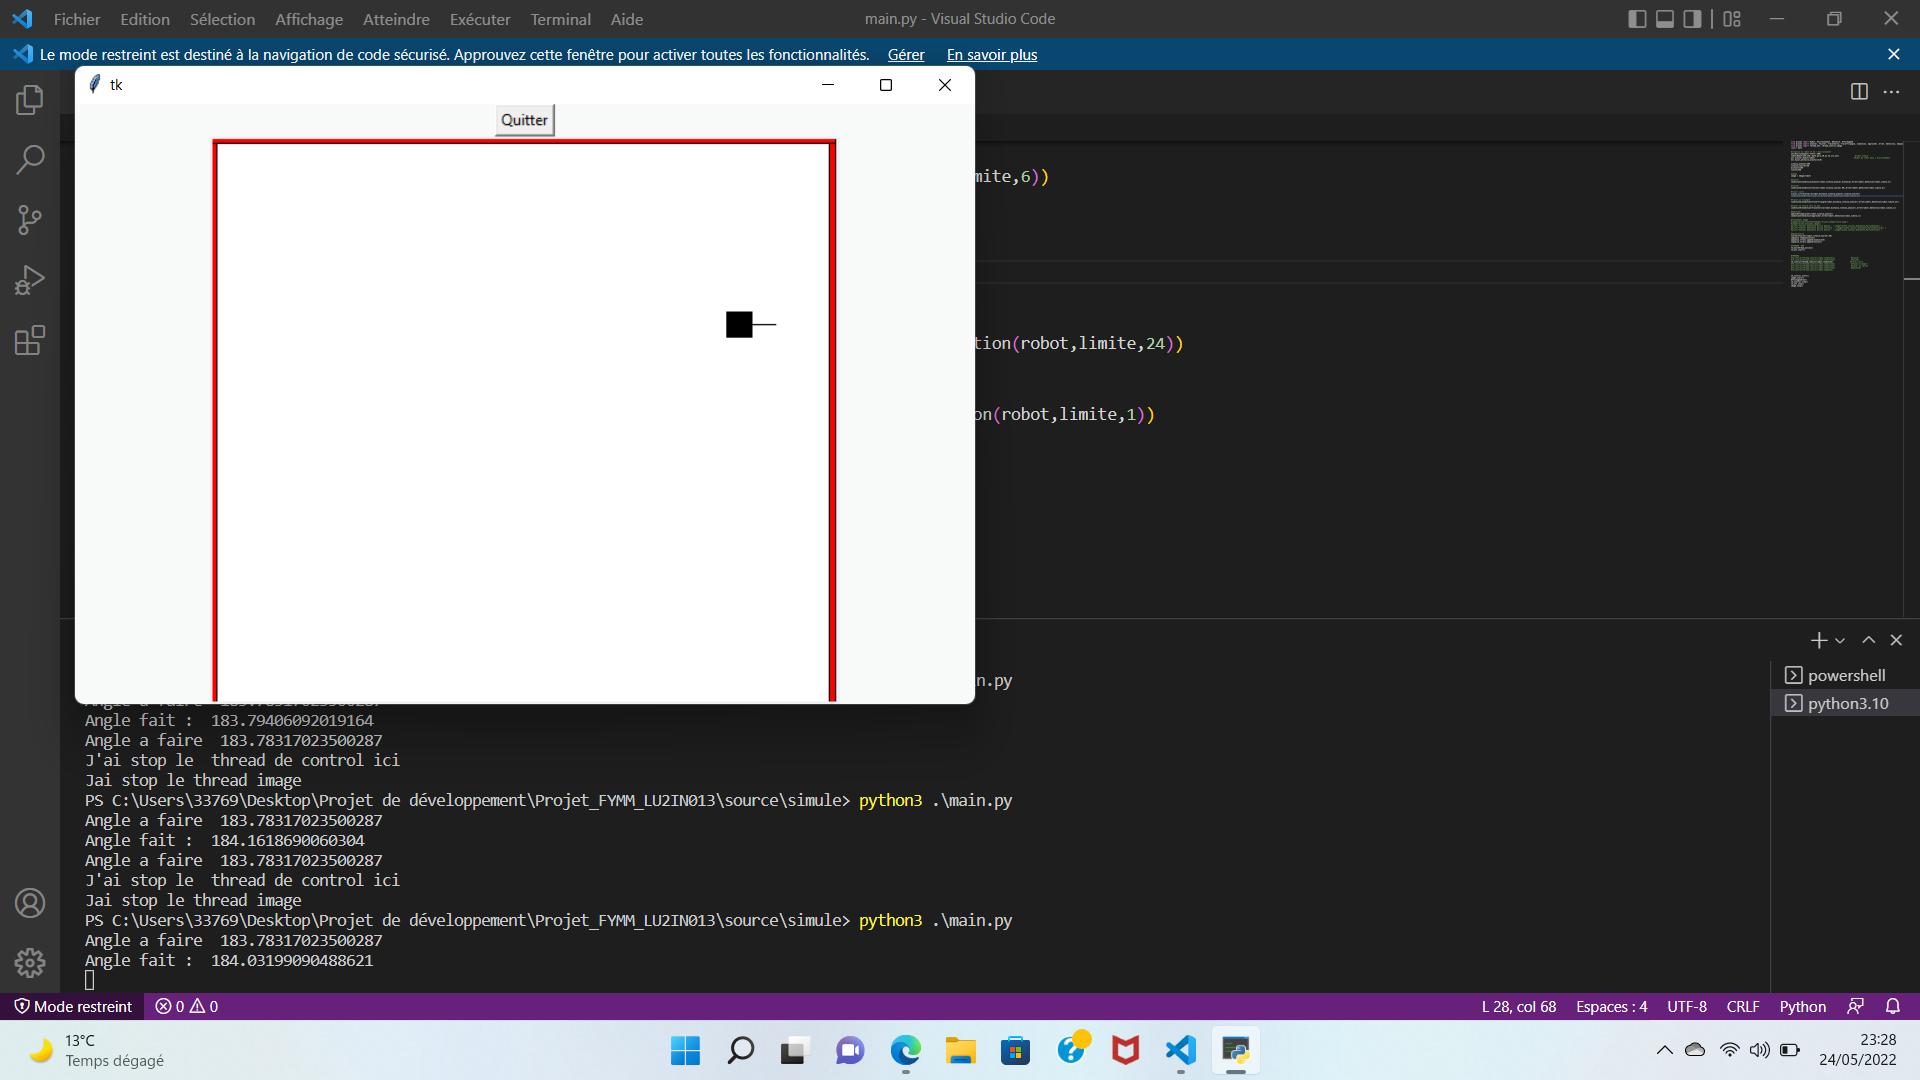 Fichier Edition Sélection Affichage Atteindre Exécuter Terminal Aide main.py - Visual Studio Code
Le mode restreint est destiné à la navigation de code sécurisé. Approuvez cette fenêtre pour activer toutes les fonctionnalités. Gérer En savoir plus
tk
Quitter
mite,6))
tion(robot,limite,24))
on(robot,limite,1))
n.py
powershell
python3.10
Angle fait :  183.79406092019164
Angle a faire  183.78317023500287
J'ai stop le  thread de control ici
Jai stop le thread image
PS C:\Users\33769\Desktop\Projet de développement\Projet_FYMM_LU2IN013\source\simule> python3 .\main.py
Angle a faire  183.78317023500287
Angle fait :  184.1618690060304
Angle a faire  183.78317023500287
J'ai stop le  thread de control ici
Jai stop le thread image
PS C:\Users\33769\Desktop\Projet de développement\Projet_FYMM_LU2IN013\source\simule> python3 .\main.py
Angle a faire  183.78317023500287
Angle fait :  184.03199090488621
Mode restreint 0 0 L 28, col 68 Espaces : 4 UTF-8 CRLF Python
13°C
Temps dégagé
23:28
24/05/2022